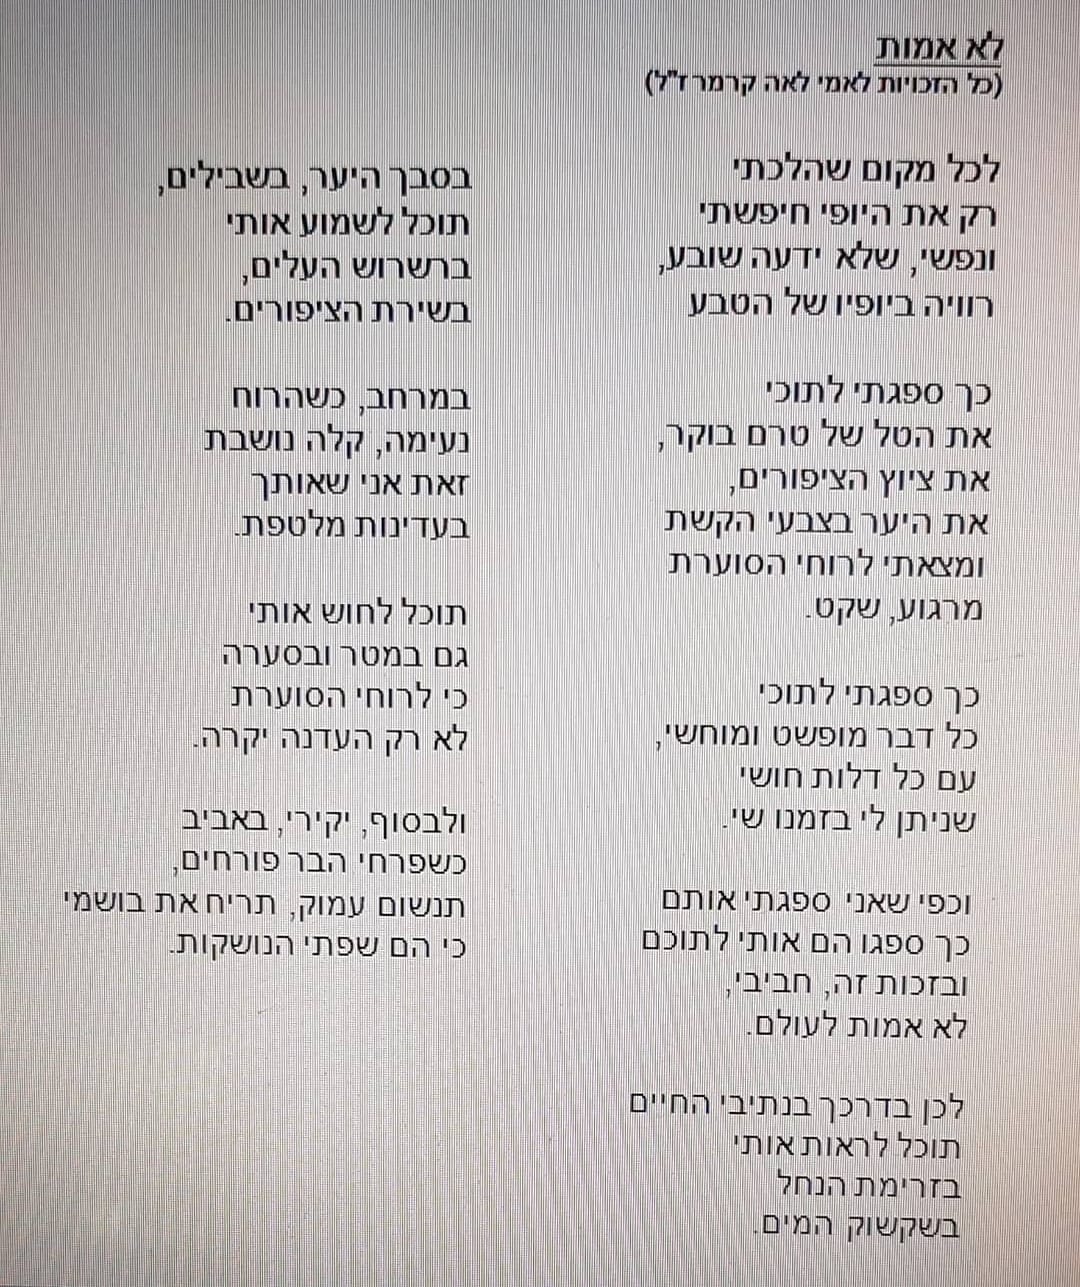 לא אמות
(כל הזכויות לאמי לאה קרמר ז"ל)
לכל מקום שהלכתי
רק את היופי חיפשתי
ונפשי, שלא ידעה שובע,
רוויה ביופיו של הטבע
כך ספגתי לתוכי
את הטל של טרם בוקר,
את ציוץ הציפורים,
את היער בצבעי הקשת
ומצאתי לרוחי הסוערת
מרגוע, שקט.
כך ספגתי לתוכי
כל דבר מופשט ומוחשי,
עם כל דלות חושי
שניתן לי בזמנו שי.
וכפי שאני ספגתי אותם
כך ספגו הם אותי לתוכם
ובזכות זה, חביבי,
לא אמות לעולם.
לכן בדרכך בנתיבי החיים
תוכל לראות אותי
בזרימת הנחל
בשקשוק המים.
בסבך היער, בשבילים,
תוכל לשמוע אותי
ברשרוש העלים,
בשירת הציפורים.
במרחב, כשהרוח
נעימה, קלה נושבת
זאת אני שאותך
בעדינות מלטפת.
תוכל לחוש אותי
גם במטר ובסערה
כי לרוחי הסוערת
לא רק העדנה יקרה.
ולבסוף, יקירי, באביב
כשפרחי הבר פורחים,
תנשום עמוק, תריח את בושמי
כי הם שפתי הנושקות.